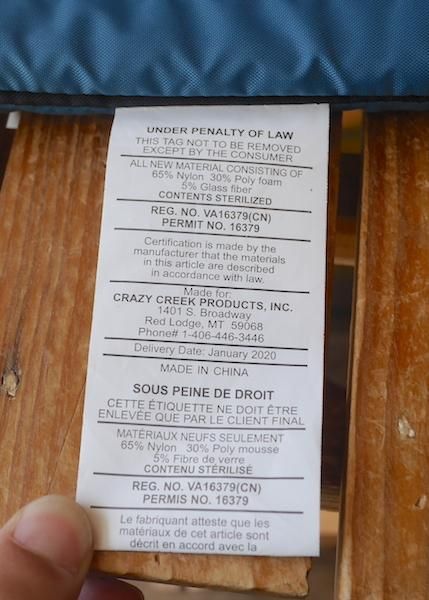 UNDER PENALTY OF LAW
THIS TAG NOT TO BE REMOVED
EXCEPT BY THE CONSUMER
ALL NEW MATERIAL CONSISTING OF
65% Nylon 30% Poly foam
5% Glass fiber
CONTENTS STERILIZED
REG. NO. VA16379(CN)
PERMIT NO. 16379
Certification is made by the
manufacturer that the materials
in this article are described
in accordance with law.
Made for:
CRAZY CREEK PRODUCTS, INC.
1401 S. Broadway
Red Lodge, MT 59068
Phone# 1-406-446-3446
Delivery Date: January 2020
MADE IN CHINA
SOUS PEINE DE DROIT
CETTE ÉTIQUETTE NE DOIT ÊTRE
ENLEVÉE QUE PAR LE CLIENT FINAL
MATÉRIAUX NEUFS SEULEMENT
65% Nylon 30% Poly mousse
5% Fibre de verre
CONTENU STÉRILISÉ
REG. NO. VA16379(CN)
PERMIS NO. 16379
Le fabriquant atteste que les
matériaux de cet article sont
décrit en accord avec la